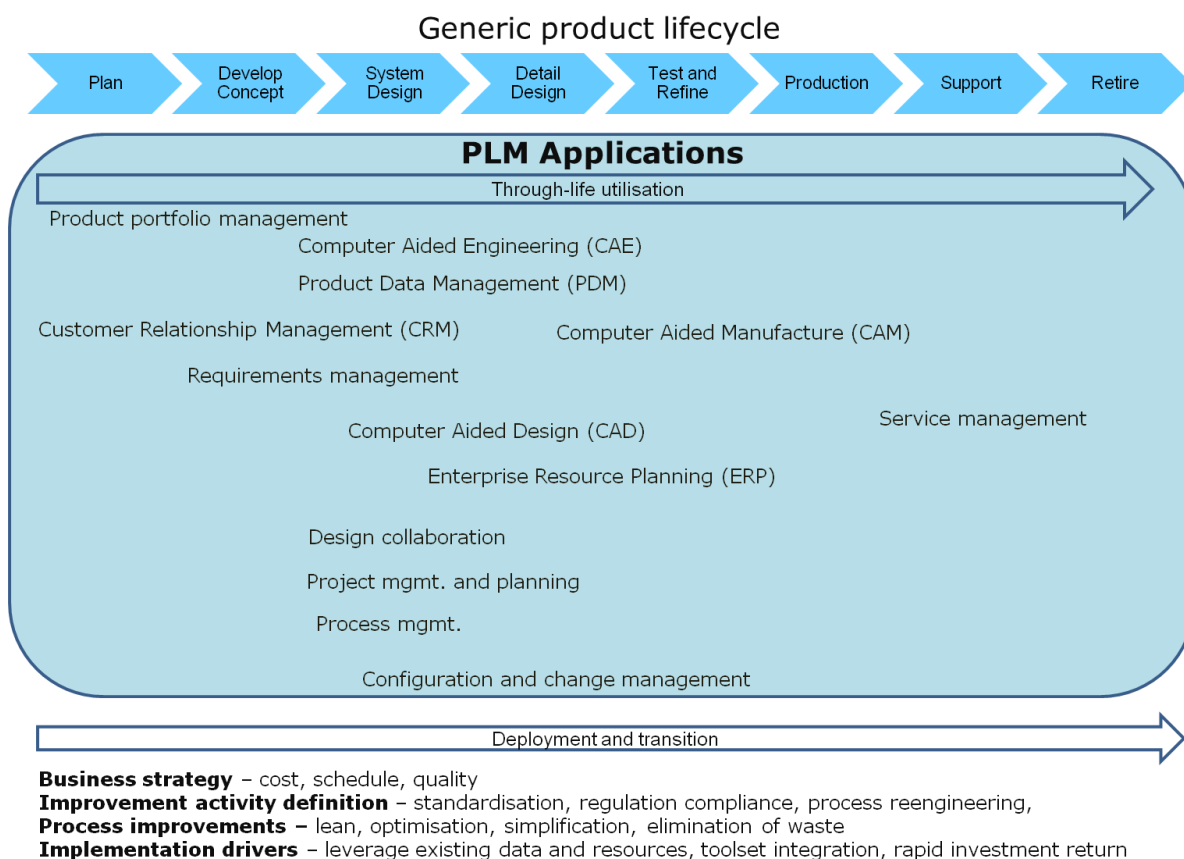 Generic product lifecycle
Plan
Develop
Concept
System
Design
Detail
Design
Test and
Refine
Production
Support
Retire
PLM Applications
Through-life utilisation
Product portfolio management
Computer Aided Engineering (CAE)
Product Data Management (PDM)
Customer Relationship Management (CRM)
Computer Aided Manufacture (CAM)
Requirements management
Service management
Computer Aided Design (CAD)
Enterprise Resource Planning (ERP)
Design collaboration
Project mgmt. and planning
Process mgmt.
Configuration and change management
Deployment and transition
Business strategy – cost, schedule, quality
Improvement activity definition – standardisation, regulation compliance, process reengineering,
Process improvements – lean, optimisation, simplification, elimination of waste
Implementation drivers – leverage existing data and resources, toolset integration, rapid investment return